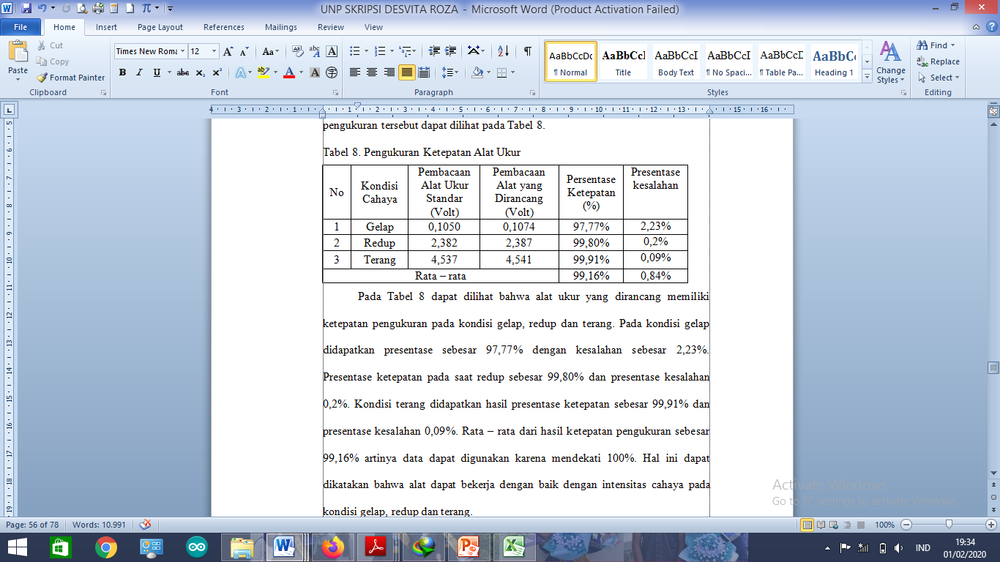 UNP SKRIPSI DESVITA ROZA - Microsoft Word (Product Activation Failed)
File Home Insert Page Layout References Mailings Review View
Paste
Cut
Copy
Format Painter
Clipboard
Times New Roma 12
Font
Paragraph
AaBbCcDc AaBbCcl AaBbCcI AaBbCcI AaBbCcI AaBbC
¶ Normal Title Body Text ¶ No Spaci... ¶ Table Pa... Heading 1
Change Styles
Styles
Find
Replace
Select
Editing
pengukuran tersebut dapat dilihat pada Tabel 8.
Tabel 8. Pengukuran Ketepatan Alat Ukur
No | Kondisi Cahaya | Pembacaan Alat Ukur Standar (Volt) | Pembacaan Alat yang Dirancang (Volt) | Persentase Ketepatan (%) | Presentase kesalahan
1 | Gelap | 0,1050 | 0,1074 | 97,77% | 2,23%
2 | Redup | 2,382 | 2,387 | 99,80% | 0,2%
3 | Terang | 4,537 | 4,541 | 99,91% | 0,09%
Rata – rata | 99,16% | 0,84%
Pada Tabel 8 dapat dilihat bahwa alat ukur yang dirancang memiliki
ketepatan pengukuran pada kondisi gelap, redup dan terang. Pada kondisi gelap
didapatkan presentase sebesar 97,77% dengan kesalahan sebesar 2,23%.
Presentase ketepatan pada saat redup sebesar 99,80% dan presentase kesalahan
0,2%. Kondisi terang didapatkan hasil presentase ketepatan sebesar 99,91% dan
presentase kesalahan 0,09%. Rata – rata dari hasil ketepatan pengukuran sebesar
99,16% artinya data dapat digunakan karena mendekati 100%. Hal ini dapat
dikatakan bahwa alat dapat bekerja dengan baik dengan intensitas cahaya pada
kondisi gelap, redup dan terang.
Activate Windows
Go to PC settings to activate Windows.
Page: 56 of 78 Words: 10.991 100%
IND
19:34
01/02/2020